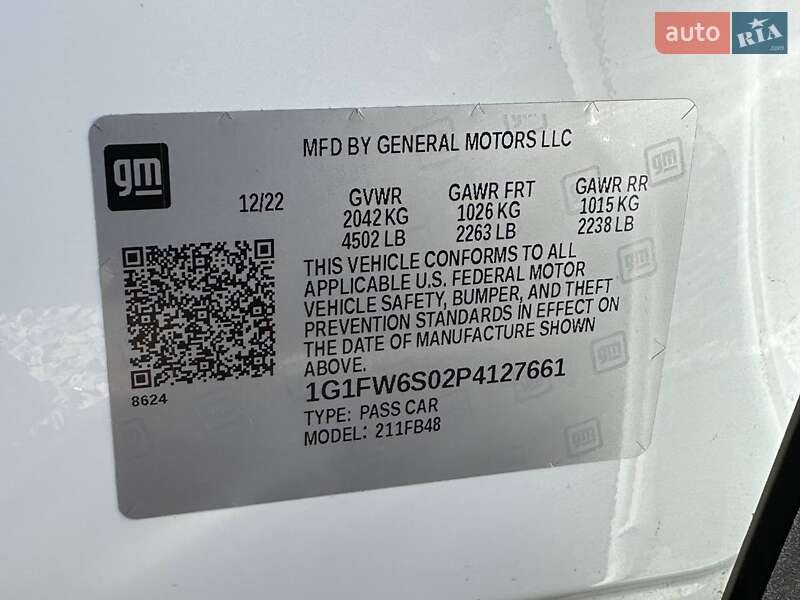 auto RIA .com
MFD BY GENERAL MOTORS LLC
gm
12/22
GVWR
2042 KG
4502 LB
GAWR FRT
1026 KG
2263 LB
GAWR RR
1015 KG
2238 LB
THIS VEHICLE CONFORMS TO ALL
APPLICABLE U.S. FEDERAL MOTOR
VEHICLE SAFETY, BUMPER, AND THEFT
PREVENTION STANDARDS IN EFFECT ON
THE DATE OF MANUFACTURE SHOWN
ABOVE.
8624
1G1FW6S02P4127661
TYPE: PASS CAR
MODEL: 211FB48